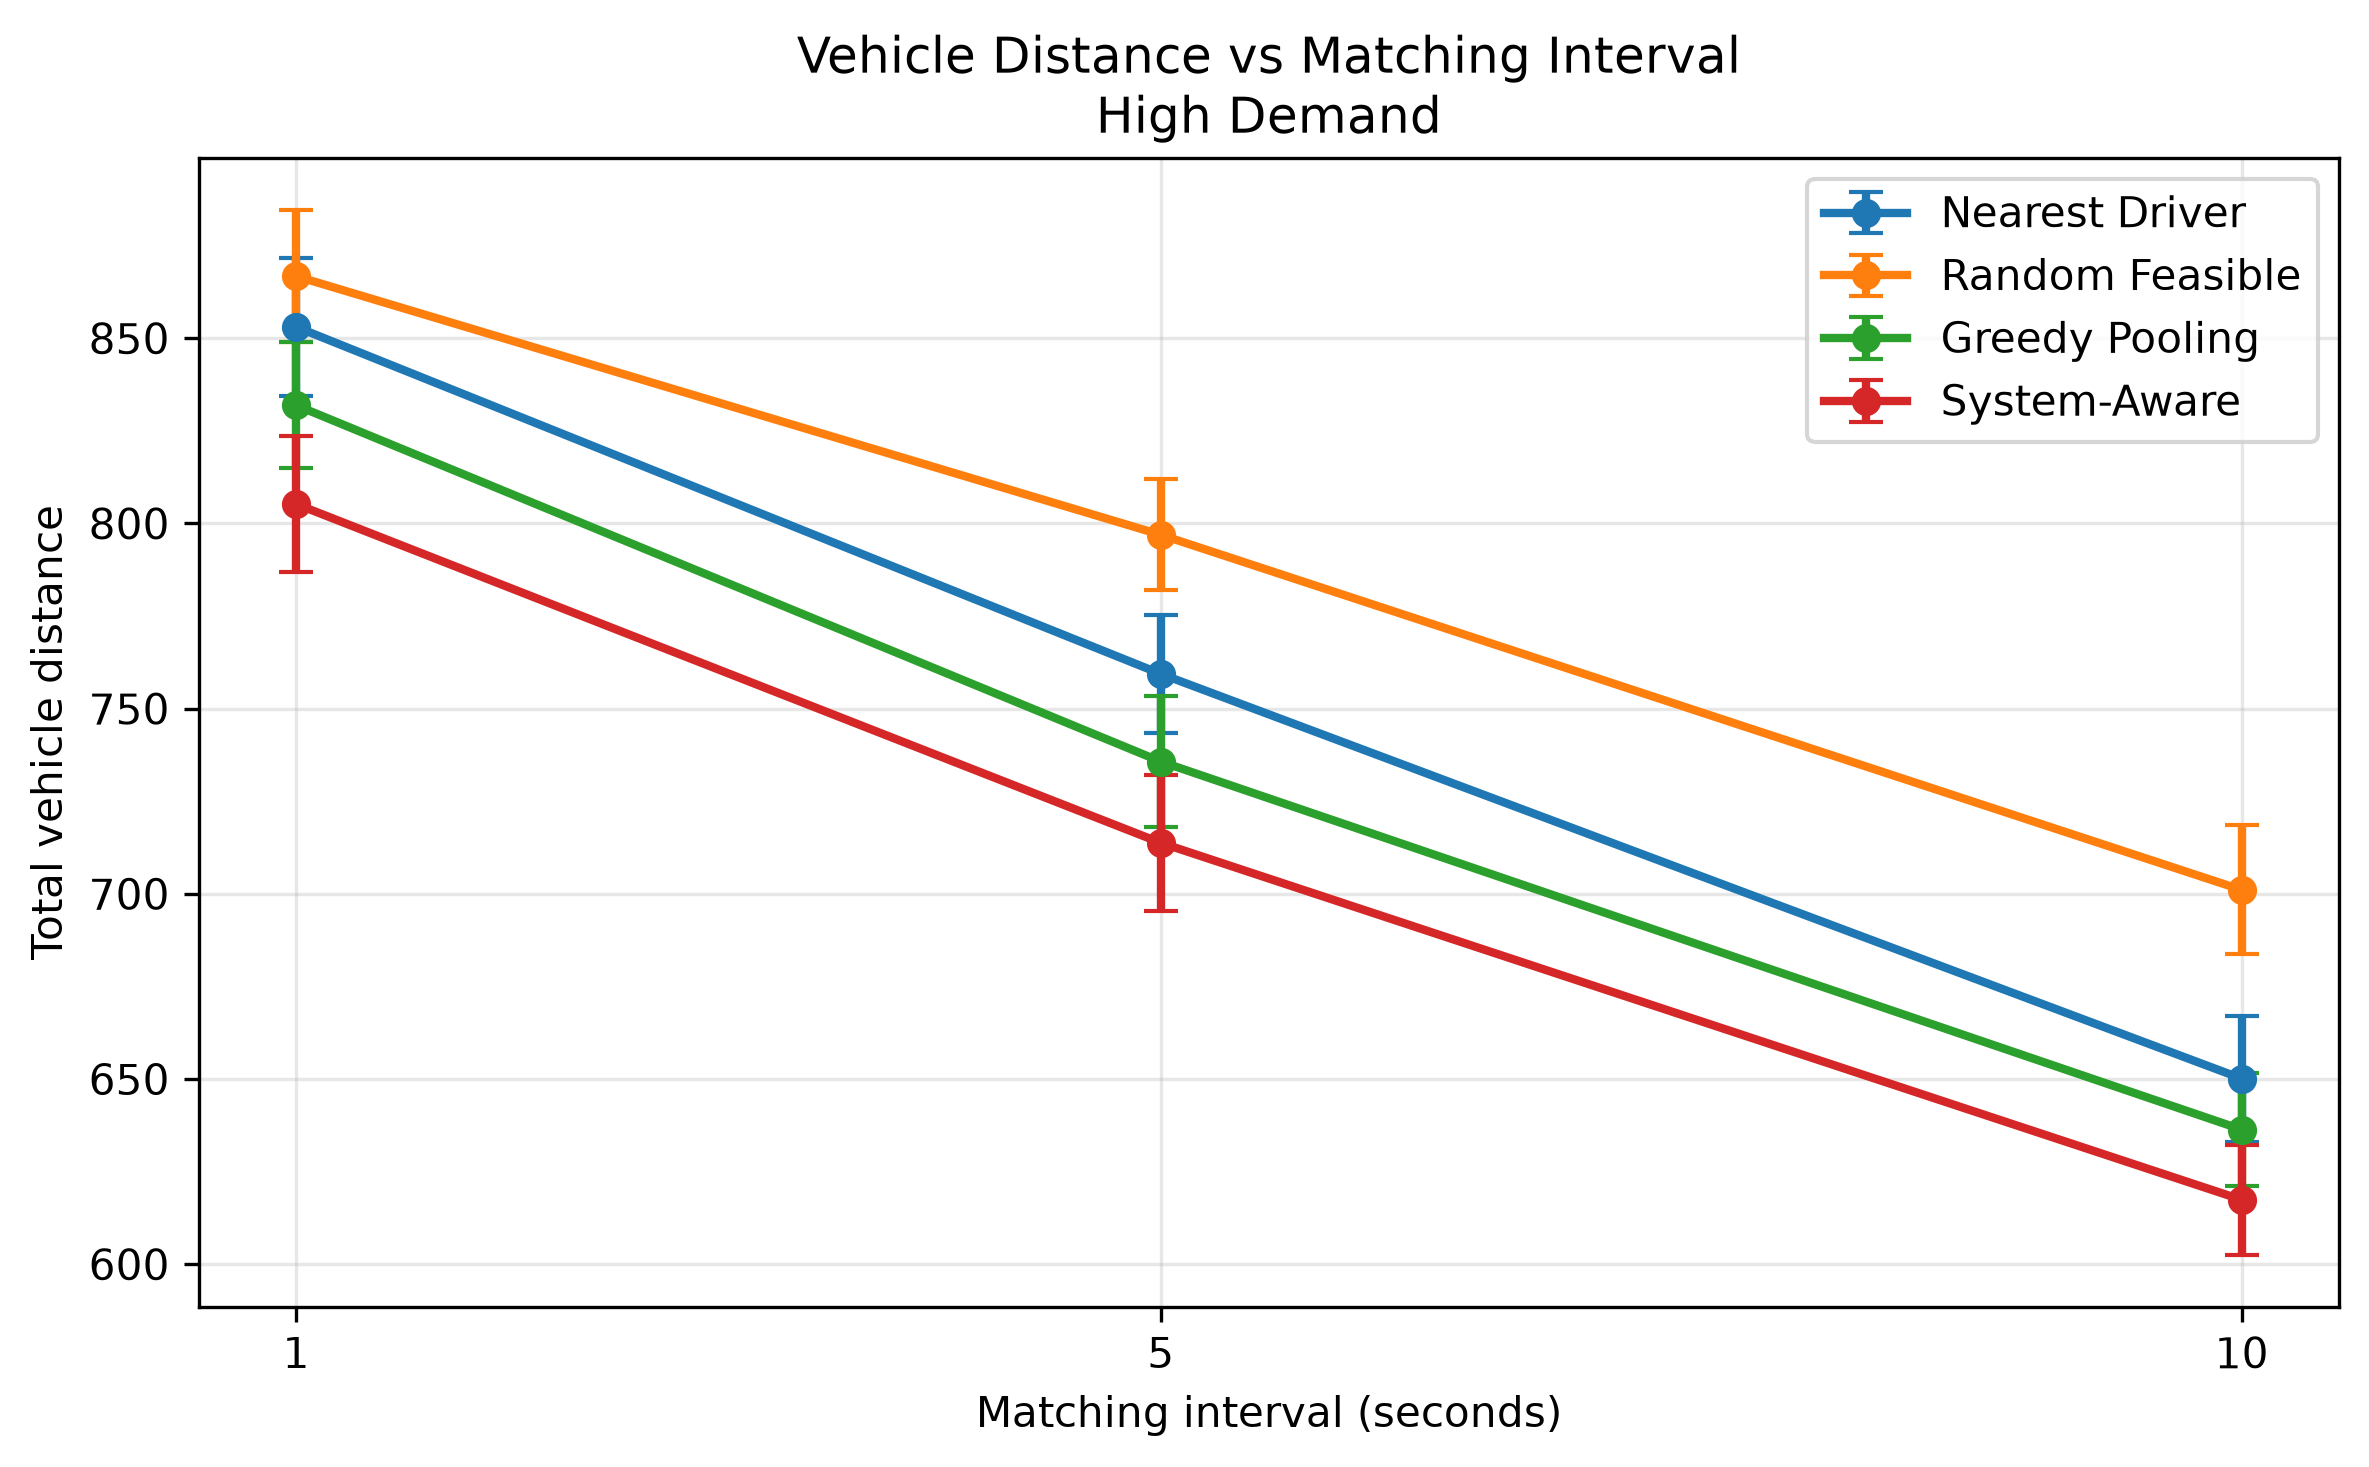 Vehicle Distance vs Matching Interval
High Demand
Nearest Driver
Random Feasible
Greedy Pooling
System-Aware
Total vehicle distance
850
800
750
700
650
600
1
5
10
Matching interval (seconds)